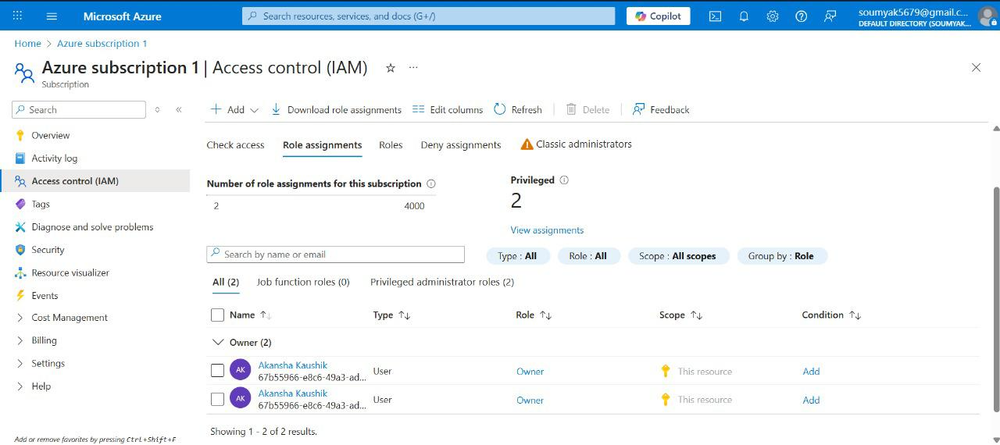 Microsoft Azure
Search resources, services, and docs (G+/)
Copilot
soumyak5679@gmail.c...
DEFAULT DIRECTORY (SOUMYAK...
Home > Azure subscription 1
Azure subscription 1 | Access control (IAM)
Subscription
Search
Add
Download role assignments
Edit columns
Refresh
Delete
Feedback
Overview
Activity log
Access control (IAM)
Tags
Diagnose and solve problems
Security
Resource visualizer
Events
Cost Management
Billing
Settings
Help
Add or remove favorites by pressing Ctrl+Shift+F
Check access
Role assignments
Roles
Deny assignments
Classic administrators
Number of role assignments for this subscription
2
4000
Privileged
2
View assignments
Search by name or email
Type : All
Role : All
Scope : All scopes
Group by : Role
All (2)
Job function roles (0)
Privileged administrator roles (2)
Name
Type
Role
Scope
Condition
Owner (2)
AK
Akansha Kaushik
67b55966-e8c6-49a3-ad...
User
Owner
This resource
Add
AK
Akansha Kaushik
67b55966-e8c6-49a3-ad...
User
Owner
This resource
Add
Showing 1 - 2 of 2 results.